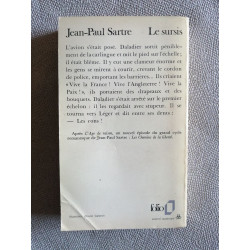 Jean-Paul Sartre Le sursis
L'avion s'était posé. Daladier sortit pénible-
ment de la carlingue et mit le pied sur l'échelle ;
il était blême. Il y eut une clameur énorme et
les gens se mirent à courir, crevant le cordon
de police, emportant les barrières... Ils criaient :
« Vive la France ! Vive l'Angleterre ! Vive la
Paix ! », ils portaient des drapeaux et des
bouquets. Daladier s'était arrêté sur le premier
échelon ; il les regardait avec stupeur. Il se
tourna vers Léger et dit entre ses dents :
— Les cons !
Après L'Age de raison, un nouvel épisode du grand cycle
romanesque de Jean-Paul Sartre : Les Chemins de la liberté.
folio